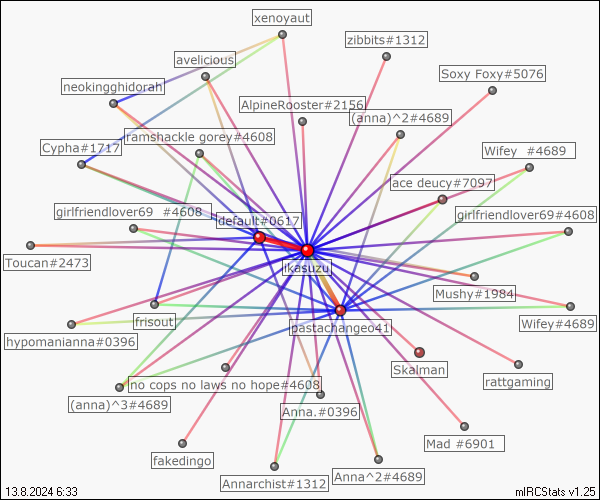 xenoyaut
zibbits#1312
avelicious
Soxy Foxy#5076
neokingghidorah
AlpineRooster#2156
(anna)^2#4689
ramshackle gorey#4608
Cypha#1717
Wifey  #4689
ace deucy#7097
girlfriendlover69  #4608
default#0617
girlfriendlover69#4608
Toucan#2473
ikasuzu
Mushy#1984
frisout
pastachangeo41
Wifey#4689
hypomanianna#0396
Skalman
rattgaming
no cops no laws no hope#4608
(anna)^3#4689
Anna.#0396
Mad #6901
fakedingo
Annarchist#1312
Anna^2#4689
13.8.2024 6:33
mIRCStats v1.25